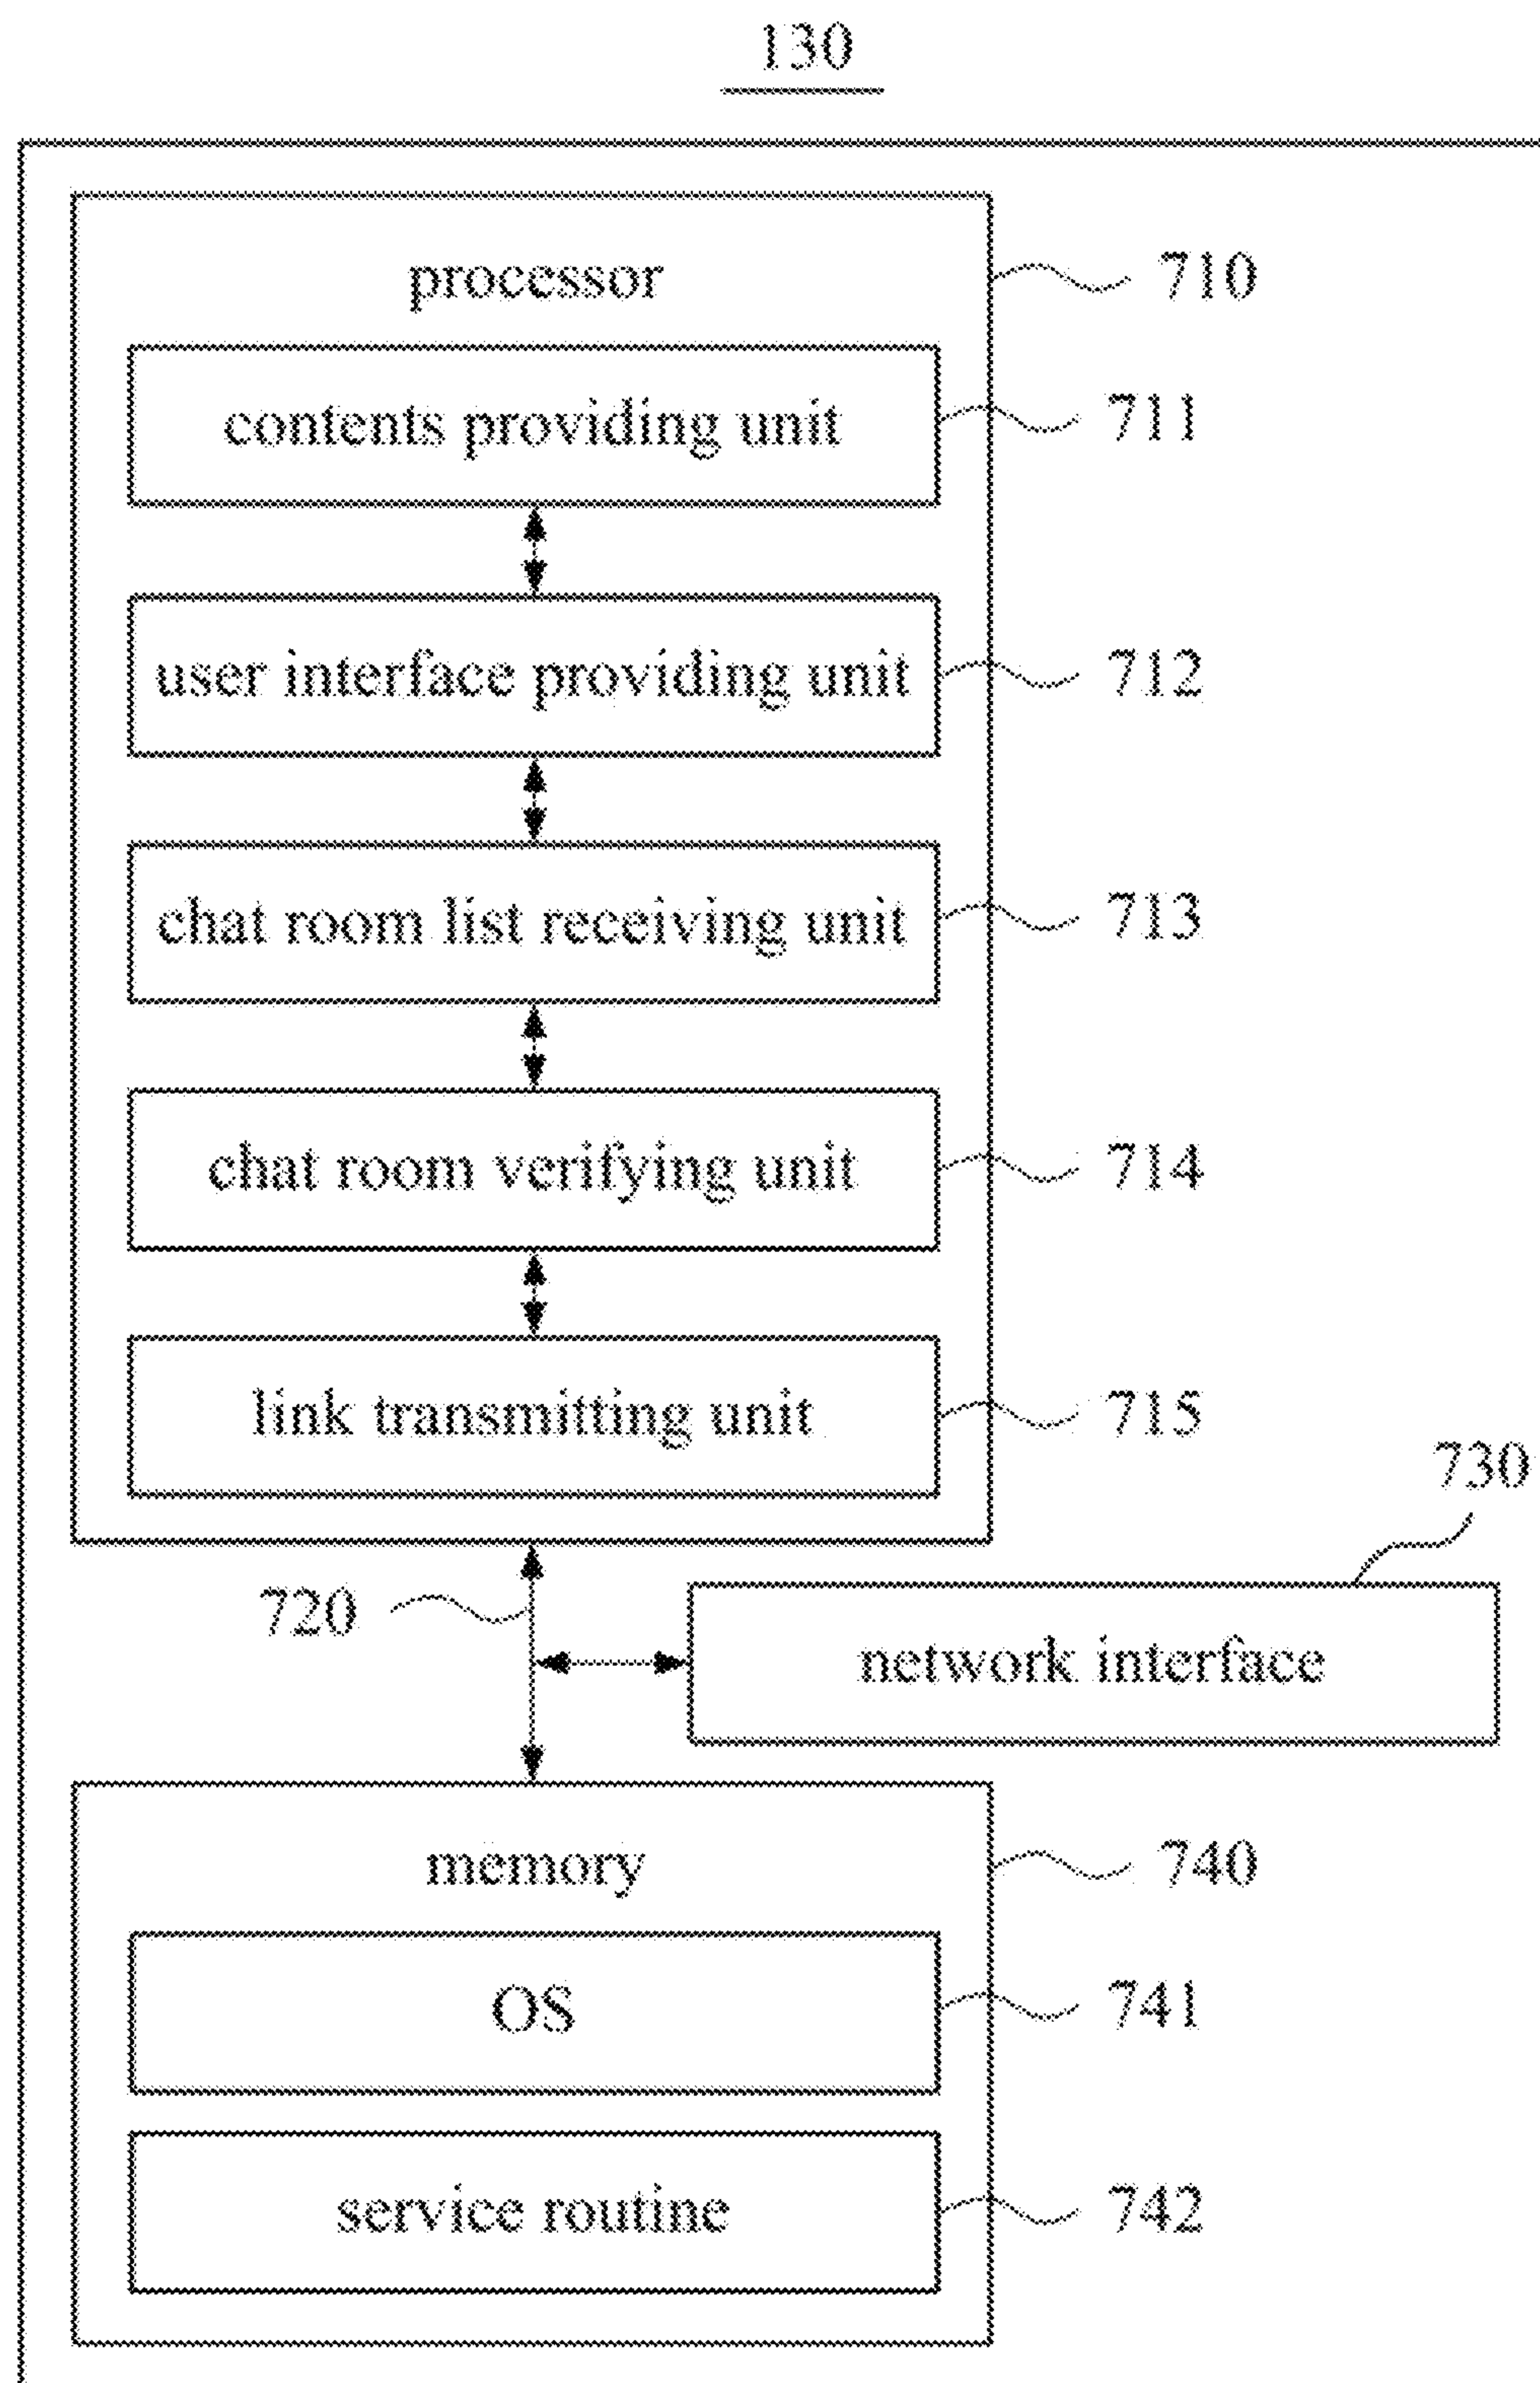 130
processor
710
contents providing unit
711
user interface providing unit
712
chat room list receiving unit
713
chat room verifying unit
714
link transmitting unit
715
730
720
network interface
memory
740
OS
741
service routine
742